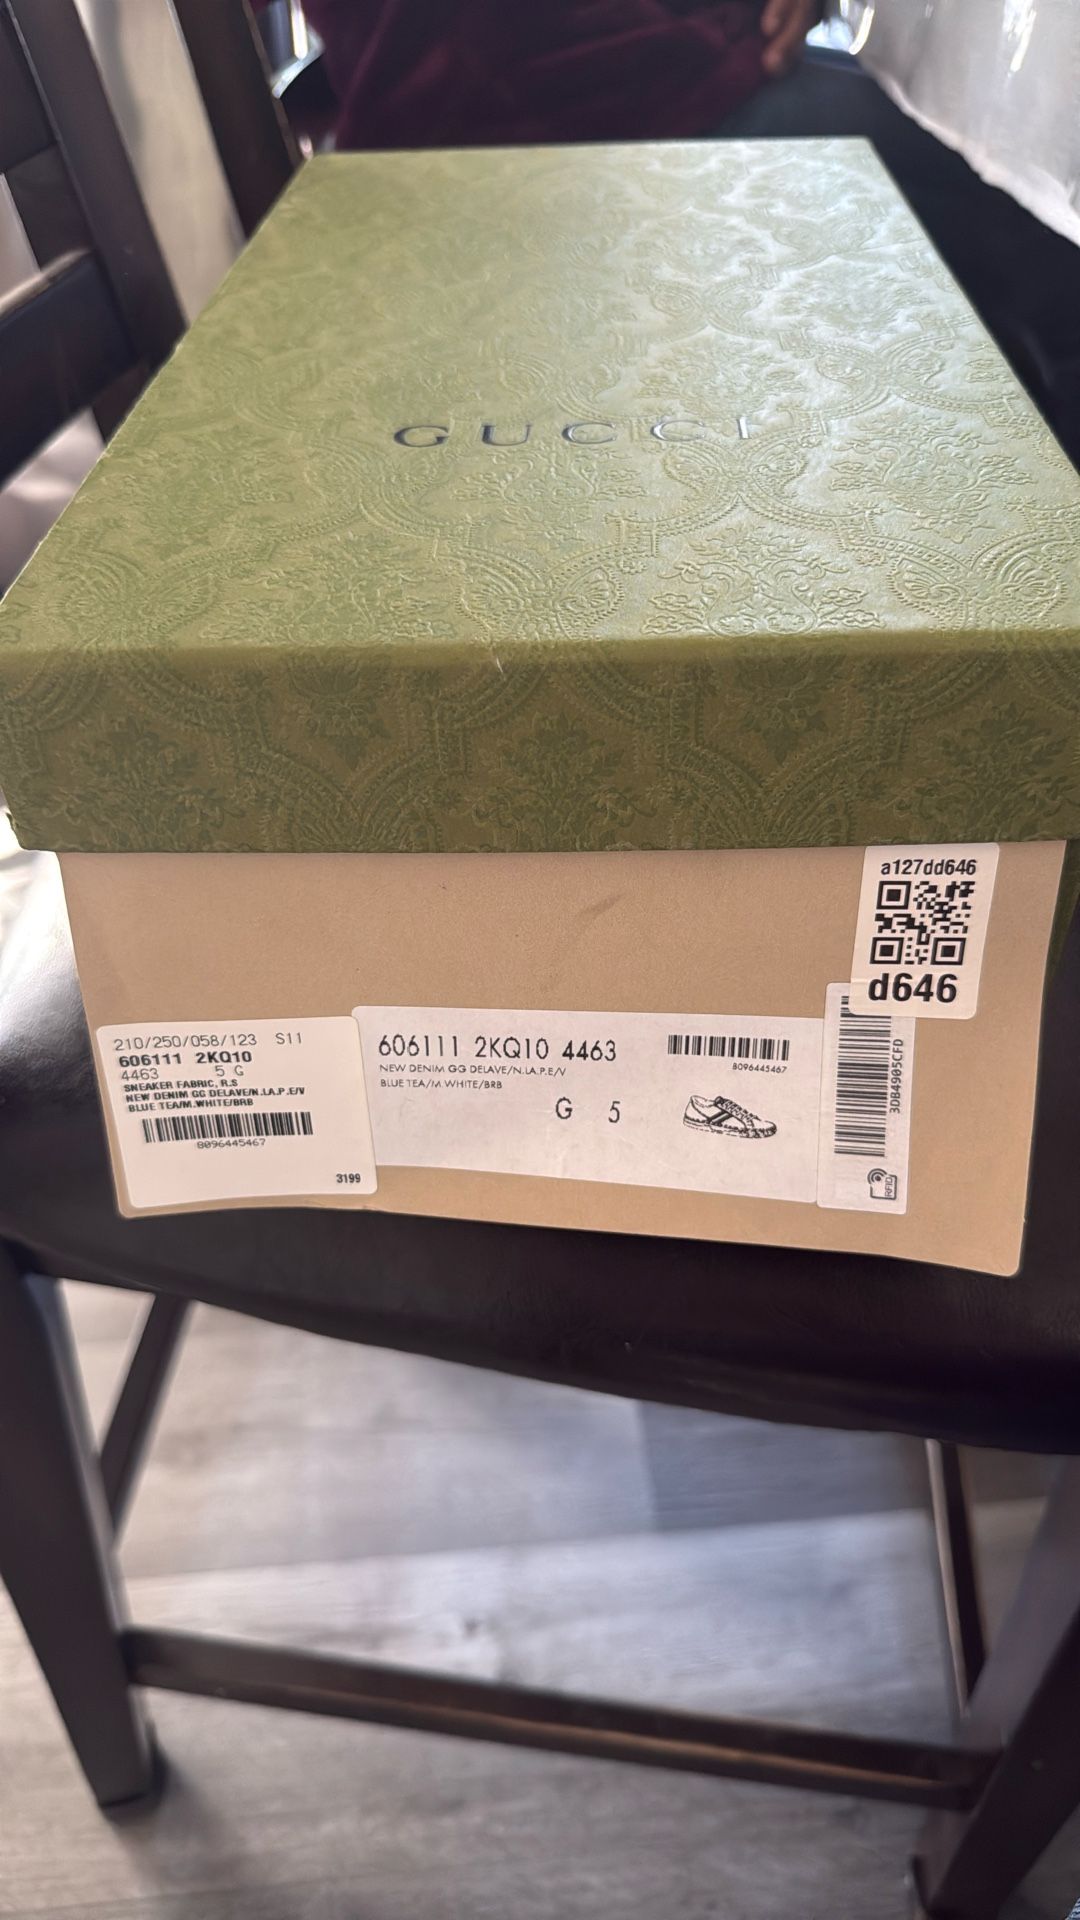 GUCCI
a127dd646
d646
210/250/058/123 S11
606111 2KQ10
4463 5 G
SNEAKER FABRIC, R.S
NEW DENIM GG DELAVE/N.LA.P.E/V
BLUE TEA/M.WHITE/BRB
8096445467
3199
606111 2KQ10 4463
NEW DENIM GG DELAVE/N.LA.P.E/V
BLUE TEA/M.WHITE/BRB
G 5
8096445467
30B4985CFD
RFID